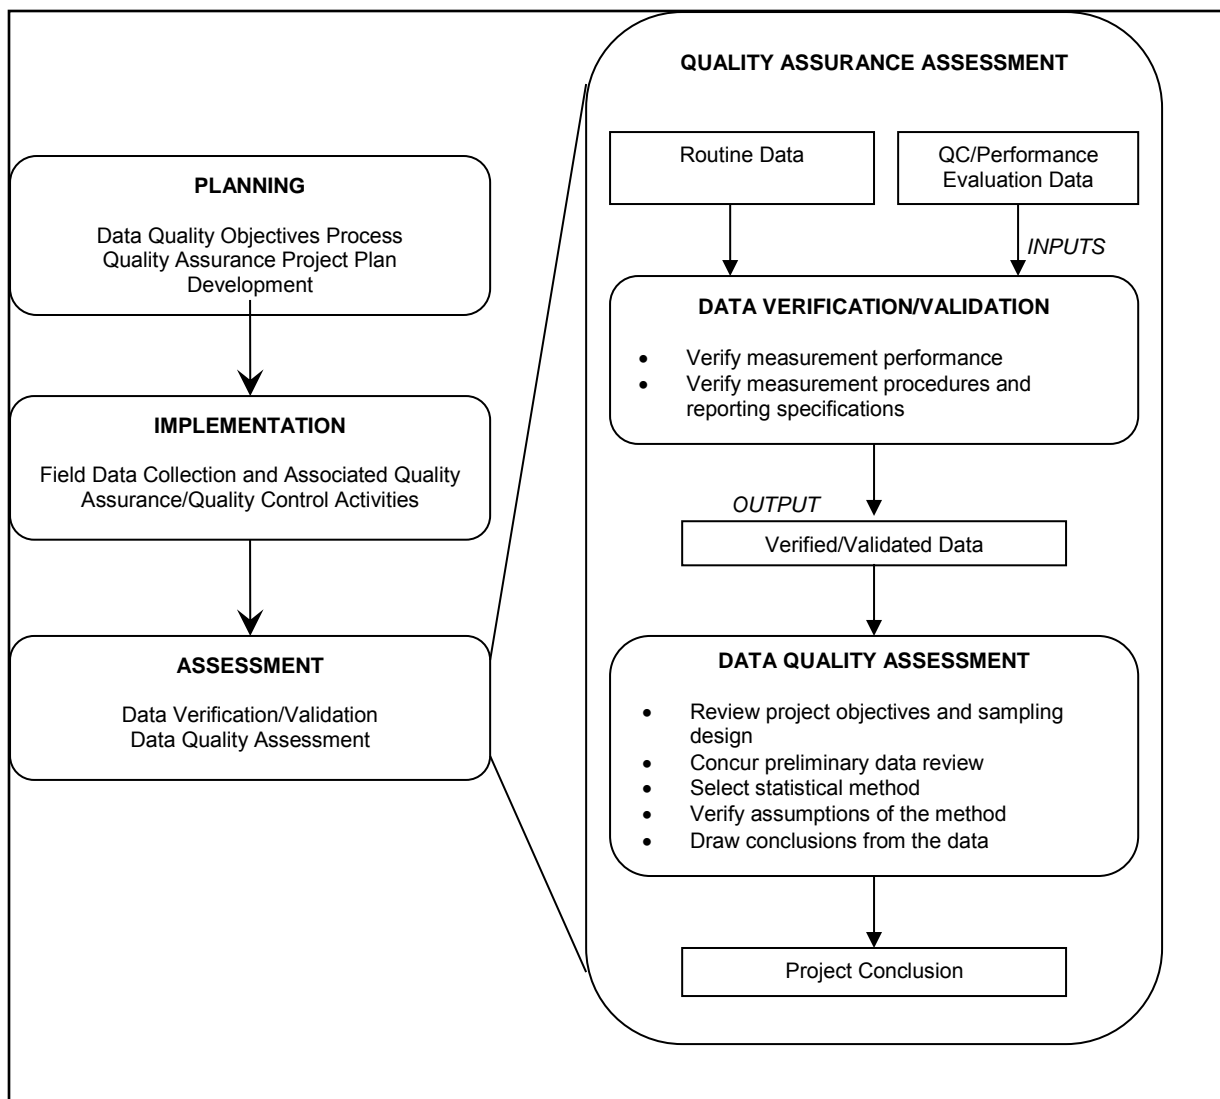 PLANNING
Data Quality Objectives Process
Quality Assurance Project Plan
Development
IMPLEMENTATION
Field Data Collection and Associated Quality
Assurance/Quality Control Activities
ASSESSMENT
Data Verification/Validation
Data Quality Assessment
QUALITY ASSURANCE ASSESSMENT
Routine Data
QC/Performance
Evaluation Data
INPUTS
DATA VERIFICATION/VALIDATION
• Verify measurement performance
• Verify measurement procedures and
reporting specifications
OUTPUT
Verified/Validated Data
DATA QUALITY ASSESSMENT
• Review project objectives and sampling
design
• Concur preliminary data review
• Select statistical method
• Verify assumptions of the method
• Draw conclusions from the data
Project Conclusion